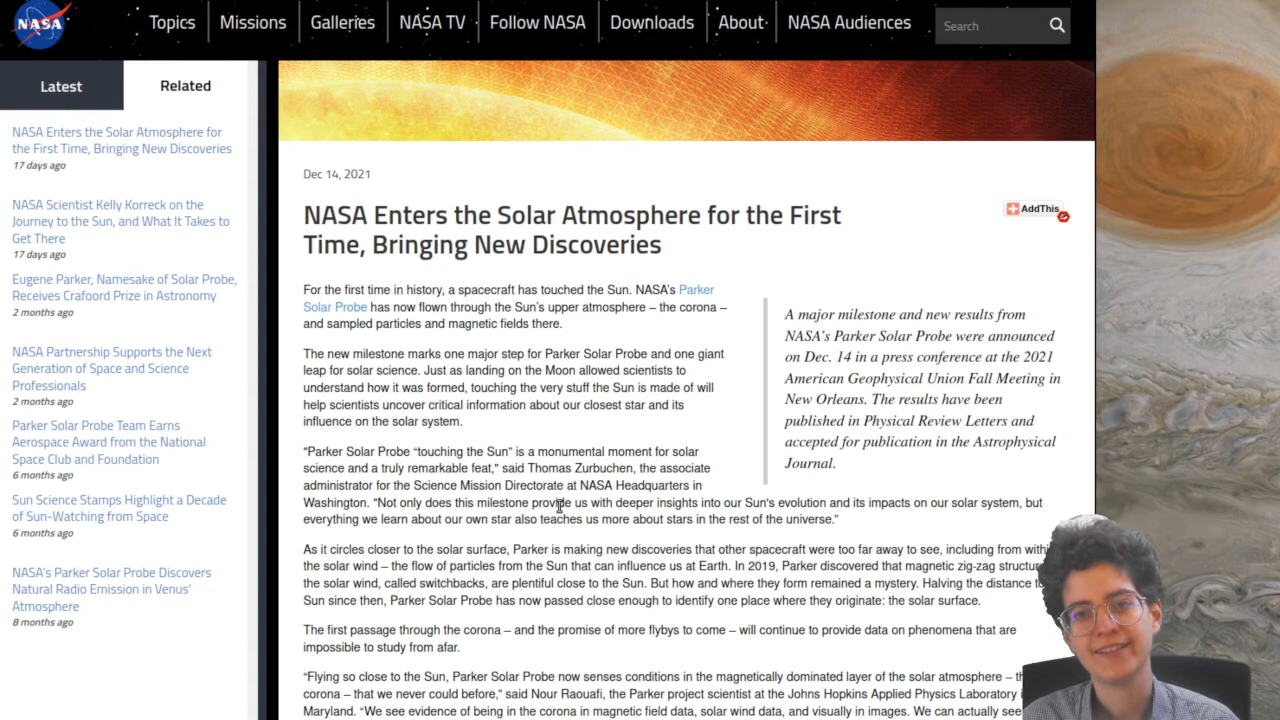 NASA
Topics
Missions
Galleries
NASA TV
Follow NASA
Downloads
About
NASA Audiences
Search
Latest
Related
NASA Enters the Solar Atmosphere for
the First Time, Bringing New Discoveries
17 days ago
NASA Scientist Kelly Korreck on the
Journey to the Sun, and What It Takes to
Get There
17 days ago
Eugene Parker, Namesake of Solar Probe,
Receives Crafoord Prize in Astronomy
2 months ago
NASA Partnership Supports the Next
Generation of Space and Science
Professionals
2 months ago
Parker Solar Probe Team Earns
Aerospace Award from the National
Space Club and Foundation
6 months ago
Sun Science Stamps Highlight a Decade
of Sun-Watching from Space
6 months ago
NASA's Parker Solar Probe Discovers
Natural Radio Emission in Venus'
Atmosphere
8 months ago
Dec 14, 2021
NASA Enters the Solar Atmosphere for the First
Time, Bringing New Discoveries
AddThis
For the first time in history, a spacecraft has touched the Sun. NASA's Parker
Solar Probe has now flown through the Sun's upper atmosphere – the corona –
and sampled particles and magnetic fields there.
The new milestone marks one major step for Parker Solar Probe and one giant
leap for solar science. Just as landing on the Moon allowed scientists to
understand how it was formed, touching the very stuff the Sun is made of will
help scientists uncover critical information about our closest star and its
influence on the solar system.
A major milestone and new results from
NASA's Parker Solar Probe were announced
on Dec. 14 in a press conference at the 2021
American Geophysical Union Fall Meeting in
New Orleans. The results have been
published in Physical Review Letters and
accepted for publication in the Astrophysical
Journal.
"Parker Solar Probe “touching the Sun” is a monumental moment for solar
science and a truly remarkable feat," said Thomas Zurbuchen, the associate
administrator for the Science Mission Directorate at NASA Headquarters in
Washington. "Not only does this milestone provide us with deeper insights into our Sun's evolution and its impacts on our solar system, but
everything we learn about our own star also teaches us more about stars in the rest of the universe.”
As it circles closer to the solar surface, Parker is making new discoveries that other spacecraft were too far away to see, including from within
the solar wind – the flow of particles from the Sun that can influence us at Earth. In 2019, Parker discovered that magnetic zig-zag
the solar wind, called switchbacks, are plentiful close to the Sun. But how and where they form remained a mystery. Halving the distance
Sun since then, Parker Solar Probe has now passed close enough to identify one place where they originate: the solar surface.
The first passage through the corona – and the promise of more flybys to come – will continue to provide data on phenomena that are
impossible to study from afar.
“Flying so close to the Sun, Parker Solar Probe now senses conditions in the magnetically dominated layer of the solar atmosphere –
corona – that we never could before,” said Nour Raouafi, the Parker project scientist at the Johns Hopkins Applied Physics Laboratory
Maryland. “We see evidence of being in the corona in magnetic field data, solar wind data, and visually in images. We can actually see